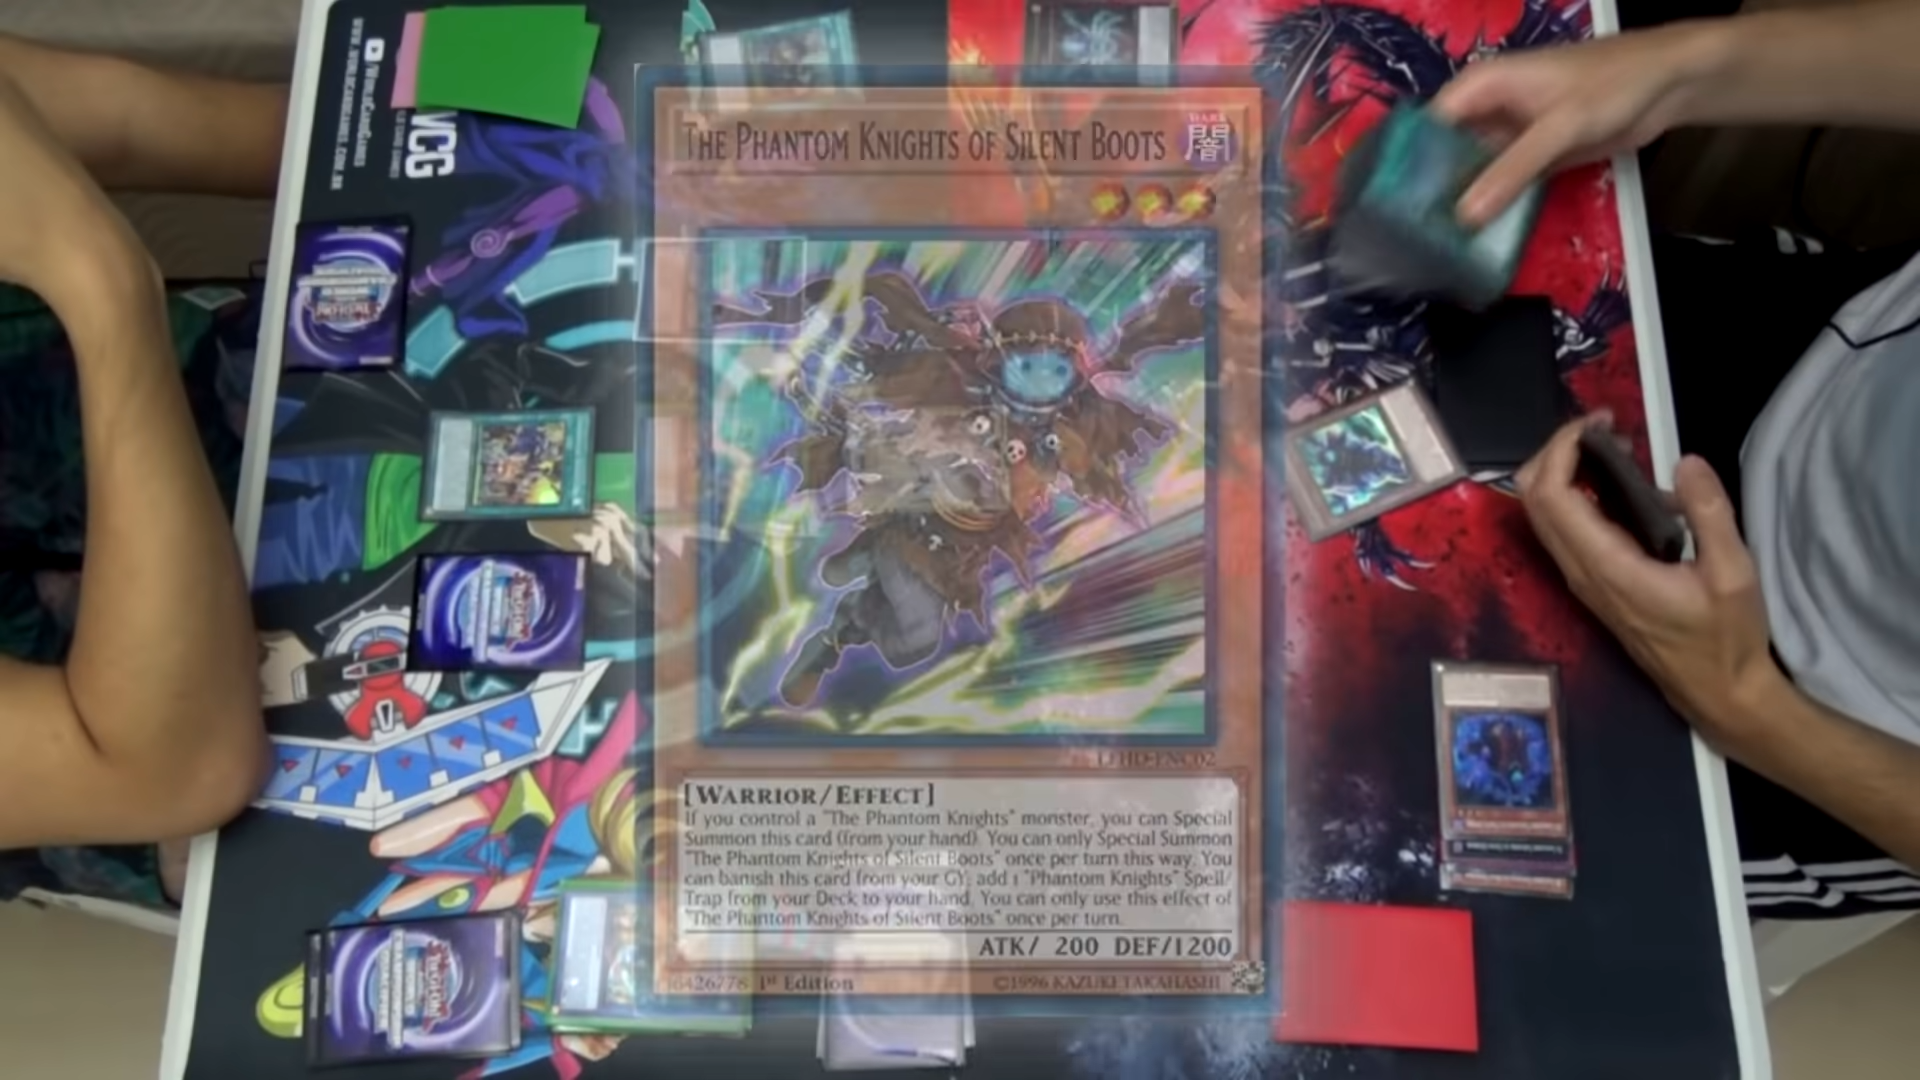 THE PHANTOM KNIGHTS OF SILENT BOOTS
DARK
闇
LEHD-ENC02
[WARRIOR/EFFECT]
If you control a "The Phantom Knights" monster, you can Special
Summon this card (from your hand). You can only Special Summon
"The Phantom Knights of Silent Boots" once per turn this way. You
can banish this card from your GY; add 1 "Phantom Knights" Spell/
Trap from your Deck to your hand. You can only use this effect of
"The Phantom Knights of Silent Boots" once per turn.
ATK/ 200 DEF/1200
1st Edition
©1996 KAZUKI TAKAHASHI
VCG